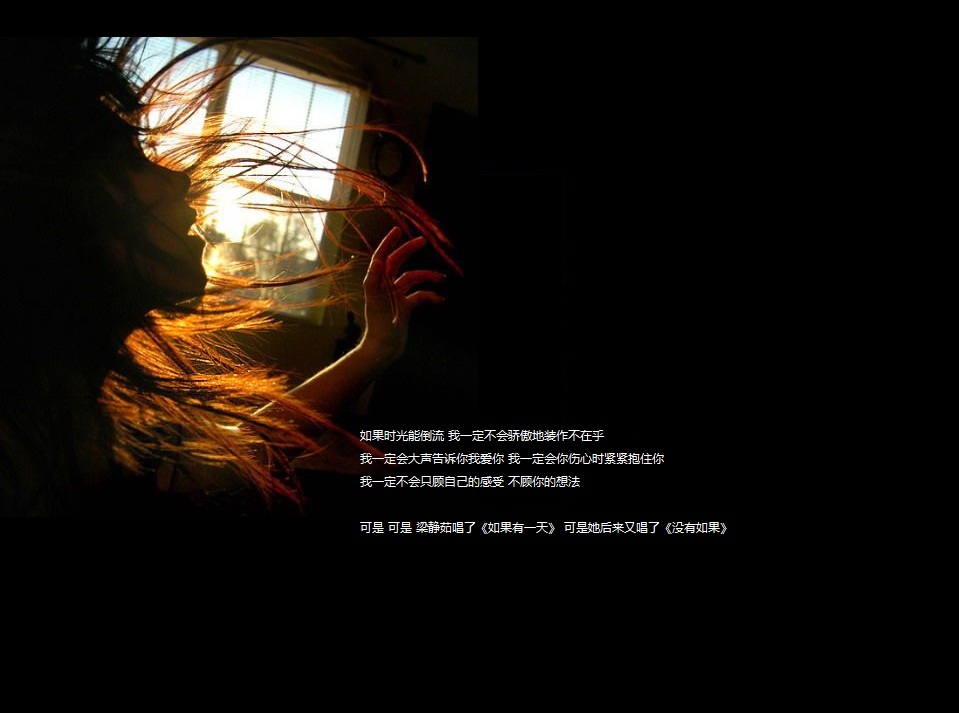 如果时光能倒流 我一定不会骄傲地装作不在乎
我一定会大声告诉你我爱你 我一定会你伤心时紧紧抱住你
我一定不会只顾自己的感受 不顾你的想法
可是 可是 梁静茹唱了《如果有一天》 可是她后来又唱了《没有如果》